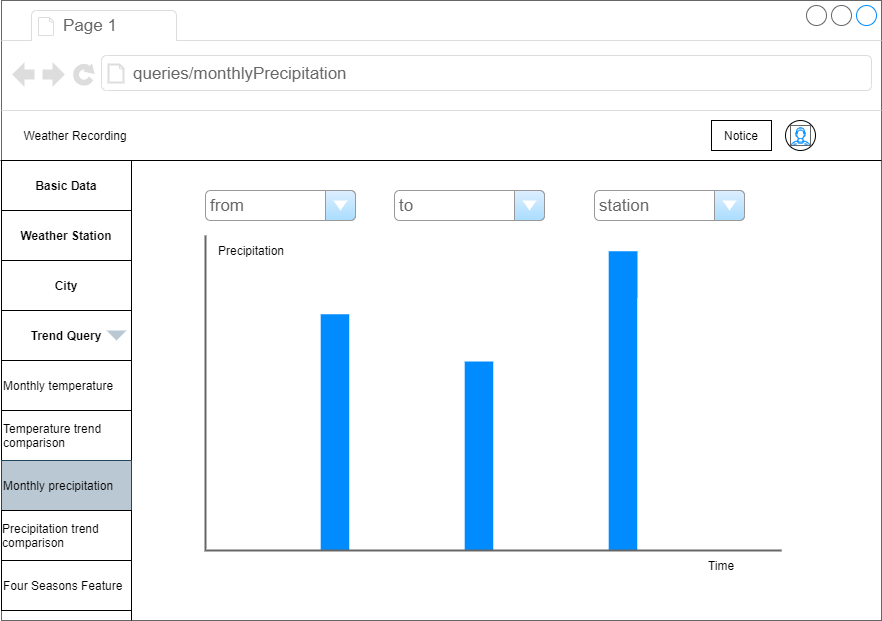 Page 1
queries/monthlyPrecipitation
Weather Recording
Notice
Basic Data
Weather Station
City
Trend Query
Monthly temperature
Temperature trend
comparison
Monthly precipitation
Precipitation trend
comparison
Four Seasons Feature
from
to
station
Precipitation
Time